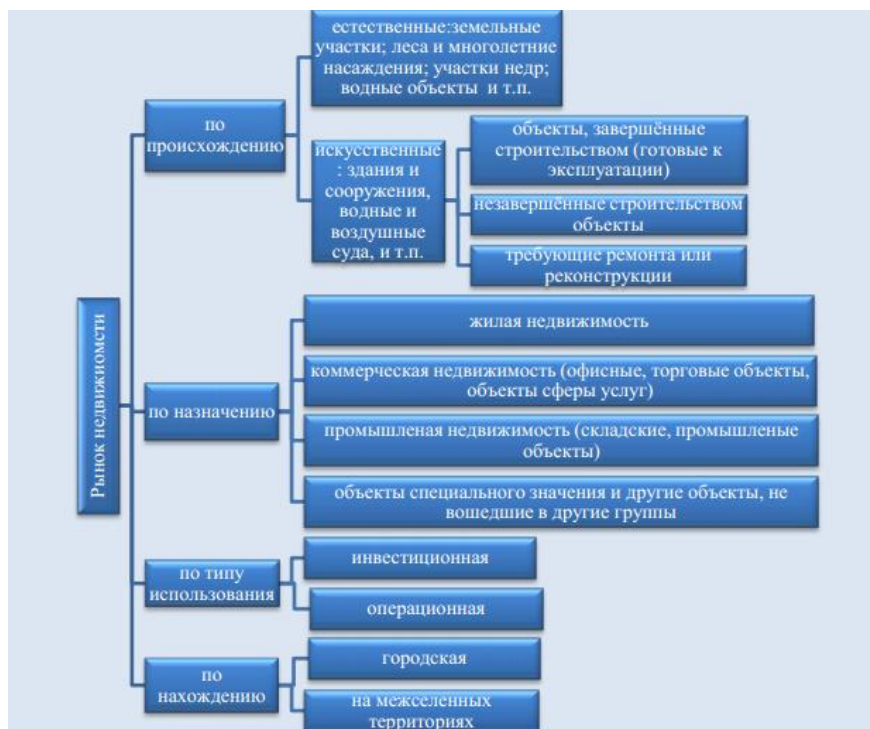 Рынок недвижиомсти
по
происхождению
естественные:земельные
участки; леса и многолетние
насаждения; участки недр;
водные объекты и т.п.
искусственные
: здания и
сооружения,
водные и
воздушные
суда, и т.п.
объекты, завершённые
строительством (готовые к
эксплуатации)
незавершённые строительством
объекты
требующие ремонта или
реконструкции
по назначению
жилая недвижимость
коммерческая недвижимость (офисные, торговые объекты,
объекты сферы услуг)
промышленая недвижимость (складские, промышленые
объекты)
объекты специального значения и другие объекты, не
вошедшие в другие группы
по типу
использования
инвестиционная
операционная
по
нахождению
городская
на межселенных
территориях